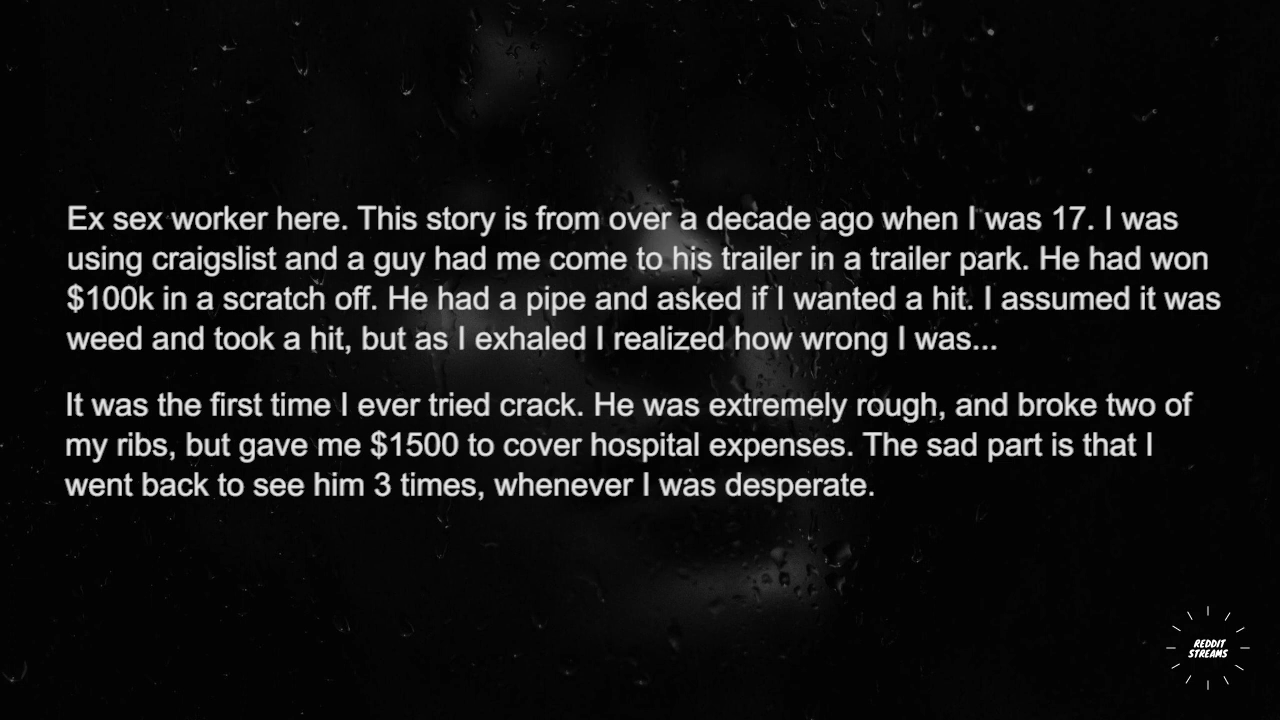 Ex sex worker here. This story is from over a decade ago when I was 17. I was
using craigslist and a guy had me come to his trailer in a trailer park. He had won
$100k in a scratch off. He had a pipe and asked if I wanted a hit. I assumed it was
weed and took a hit, but as I exhaled I realized how wrong I was...
It was the first time I ever tried crack. He was extremely rough, and broke two of
my ribs, but gave me $1500 to cover hospital expenses. The sad part is that I
went back to see him 3 times, whenever I was desperate.
REDDIT
STREAMS